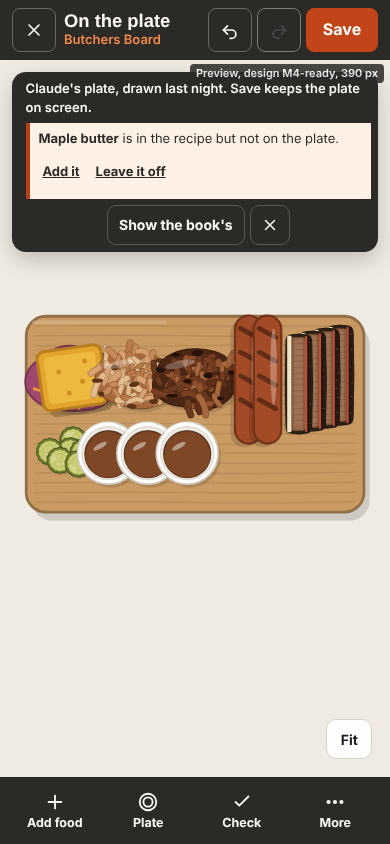 On the plate
Butchers Board
Save
Preview, design M4-ready, 390 px
Claude's plate, drawn last night. Save keeps the plate
on screen.
Maple butter is in the recipe but not on the plate.
Add it
Leave it off
Show the book's
Fit
Add food
Plate
Check
More